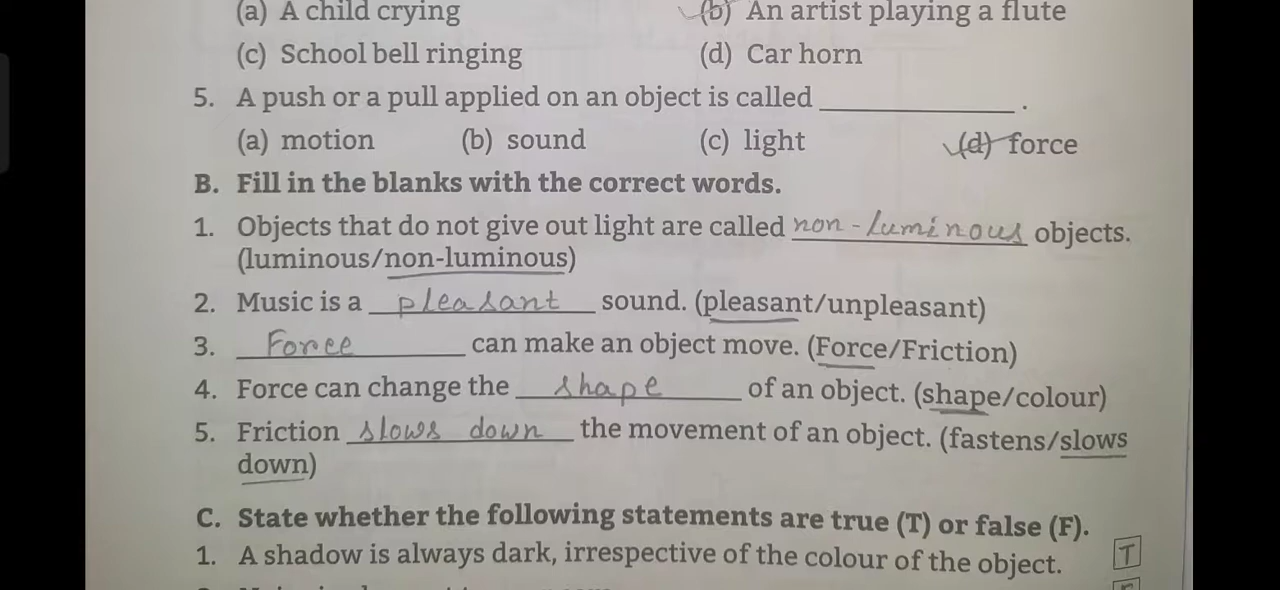 (a) A child crying (b) An artist playing a flute
(c) School bell ringing (d) Car horn
5. A push or a pull applied on an object is called ____________ .
(a) motion (b) sound (c) light (d) force
B. Fill in the blanks with the correct words.
1. Objects that do not give out light are called non-luminous objects.
(luminous/non-luminous)
2. Music is a pleasant sound. (pleasant/unpleasant)
3. Force can make an object move. (Force/Friction)
4. Force can change the shape of an object. (shape/colour)
5. Friction slows down the movement of an object. (fastens/slows
down)
C. State whether the following statements are true (T) or false (F).
1. A shadow is always dark, irrespective of the colour of the object. T